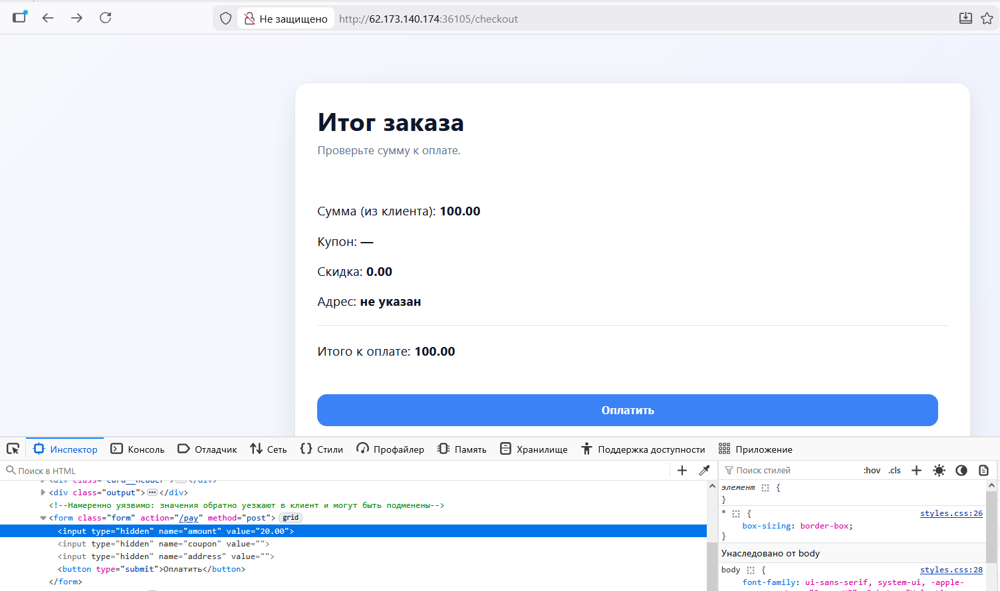 Не защищено http://62.173.140.174:36105/checkout
Итог заказа
Проверьте сумму к оплате.
Сумма (из клиента): 100.00
Купон: —
Скидка: 0.00
Адрес: не указан
Итого к оплате: 100.00
Оплатить
Инспектор Консоль Отладчик Сеть Стили Профайлер Память Хранилище Поддержка доступности Приложение
Поиск в HTML
Поиск стилей :hov .cls
<div class="output"> </div>
<!--Намеренно уязвимо: значения обратно уезжают в клиент и могут быть подменены-->
<form class="form" action="/pay" method="post"> grid
<input type="hidden" name="amount" value="20.00">
<input type="hidden" name="coupon" value="">
<input type="hidden" name="address" value="">
<button type="submit">Оплатить</button>
</form>
элемент {
}
* { styles.css:26
box-sizing: border-box;
}
Унаследовано от body
body { styles.css:28
font-family: ui-sans-serif, system-ui, -apple-